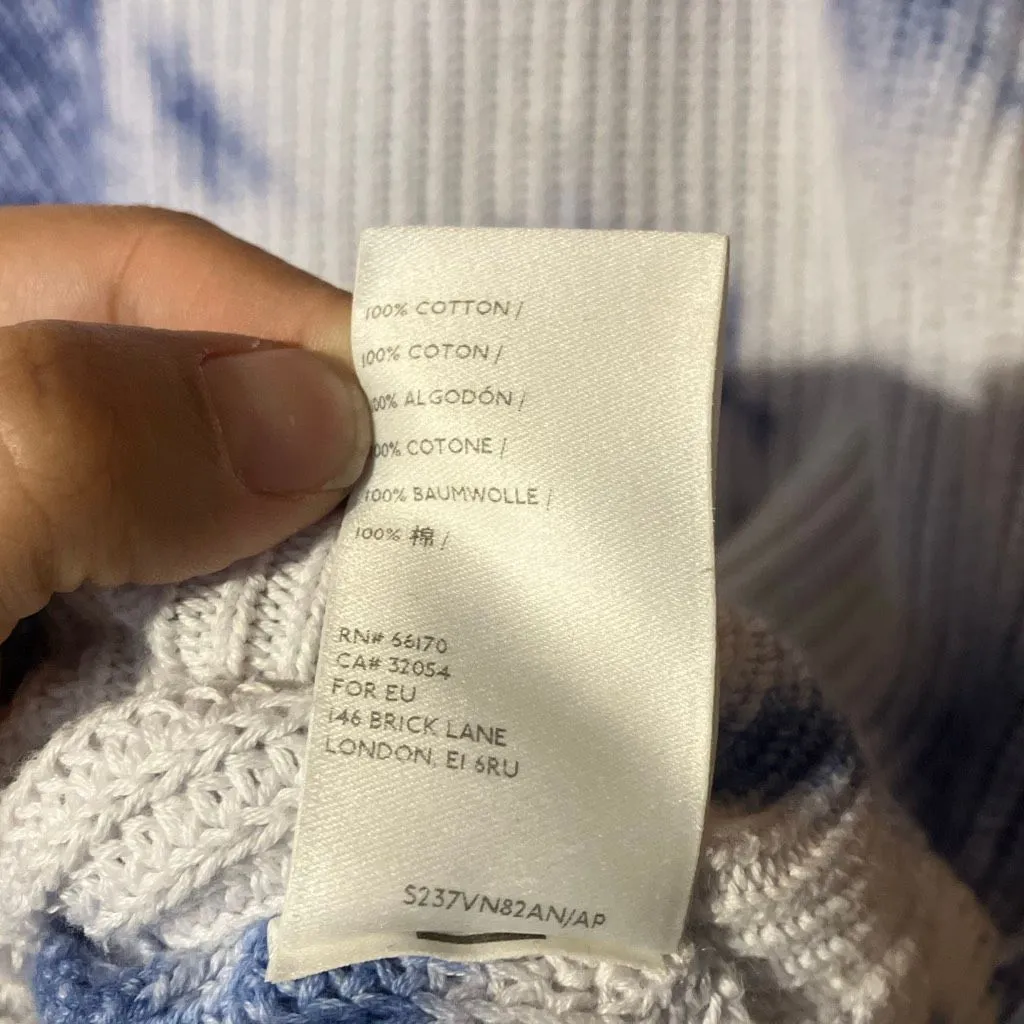 100% COTTON /
100% COTON /
100% ALGODÓN /
100% COTONE /
100% BAUMWOLLE /
100% 棉 /
RN# 66170
CA# 32054
FOR EU
146 BRICK LANE
LONDON, E1 6RU
S237VN82AN/AP